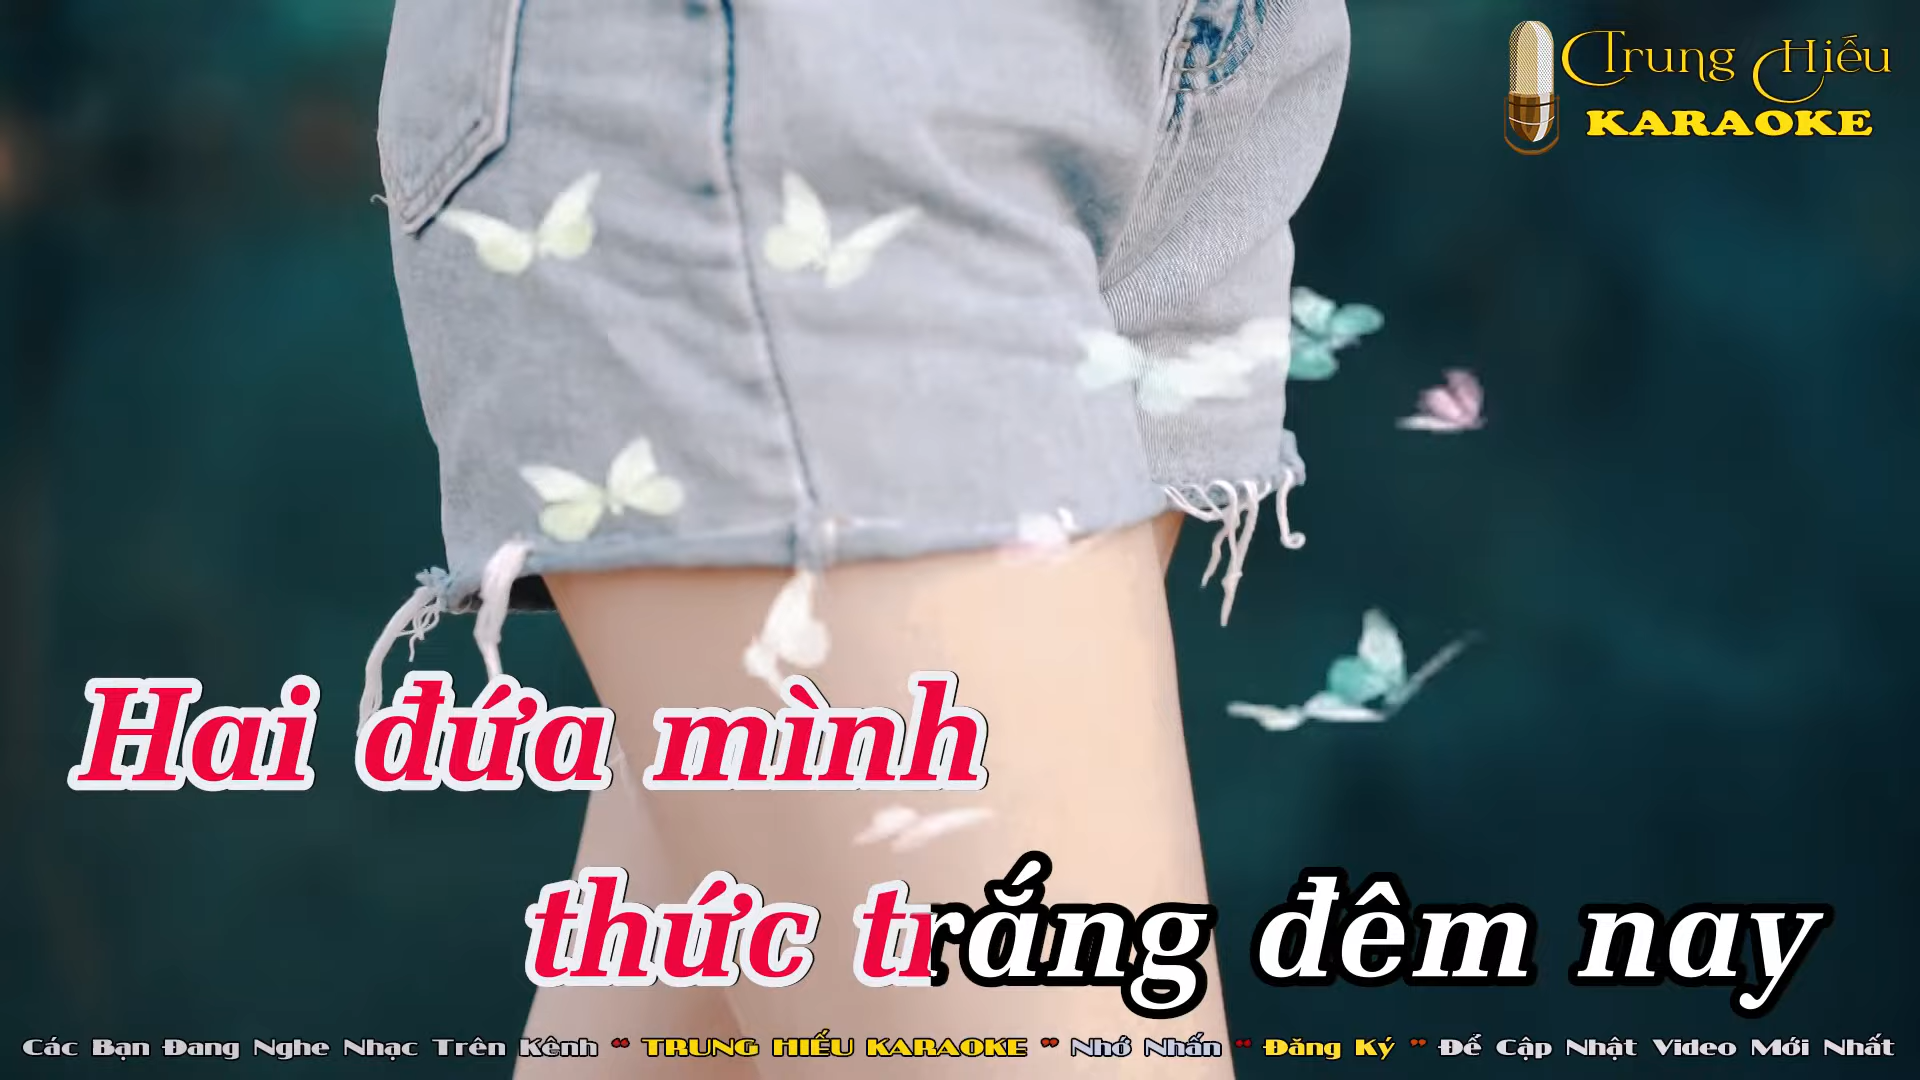 Trung Hiếu
KARAOKE
Hai đứa mình
thức trắng đêm nay
Các Bạn Đang Nghe Nhạc Trên Kênh “ TRUNG HIẾU KARAOKE ” Nhớ Nhấn “ Đăng Ký ” Để Cập Nhật Video Mới Nhất